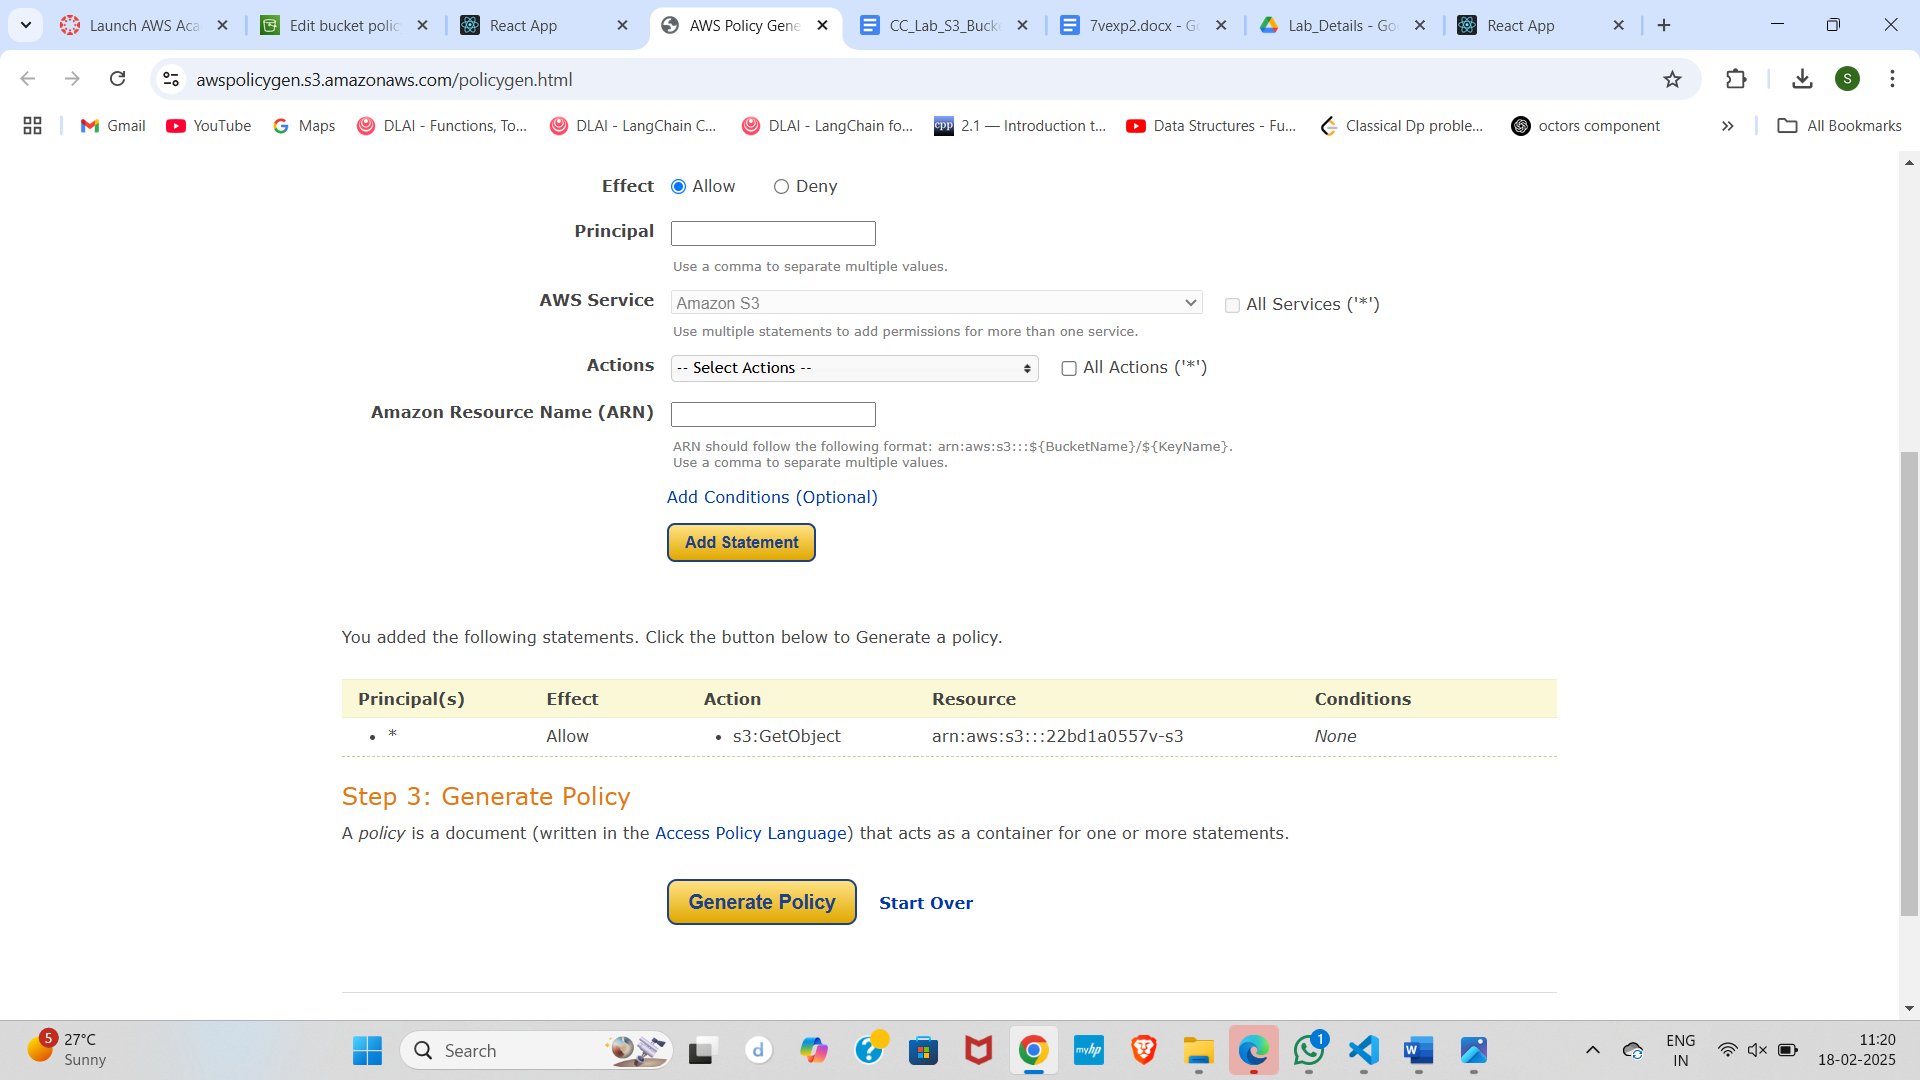 Launch AWS Aca
Edit bucket polic
React App
AWS Policy Gene
CC_Lab_S3_Bucke
7vexp2.docx - Go
Lab_Details - Goo
React App
awspolicygen.s3.amazonaws.com/policygen.html
S
Gmail
YouTube
Maps
DLAI - Functions, To...
DLAI - LangChain C...
DLAI - LangChain fo...
cpp
2.1 — Introduction t...
Data Structures - Fu...
Classical Dp proble...
octors component
All Bookmarks
Effect
Allow
Deny
Principal
Use a comma to separate multiple values.
AWS Service
Amazon S3
All Services ('*')
Use multiple statements to add permissions for more than one service.
Actions
-- Select Actions --
All Actions ('*')
Amazon Resource Name (ARN)
ARN should follow the following format: arn:aws:s3:::${BucketName}/${KeyName}.
Use a comma to separate multiple values.
Add Conditions (Optional)
Add Statement
You added the following statements. Click the button below to Generate a policy.
Principal(s) Effect Action Resource Conditions
• * Allow • s3:GetObject arn:aws:s3:::22bd1a0557v-s3 None
Step 3: Generate Policy
A policy is a document (written in the Access Policy Language) that acts as a container for one or more statements.
Generate Policy
Start Over
5
27°C
Sunny
Search
d
myhp
1
W
ENG
IN
11:20
18-02-2025